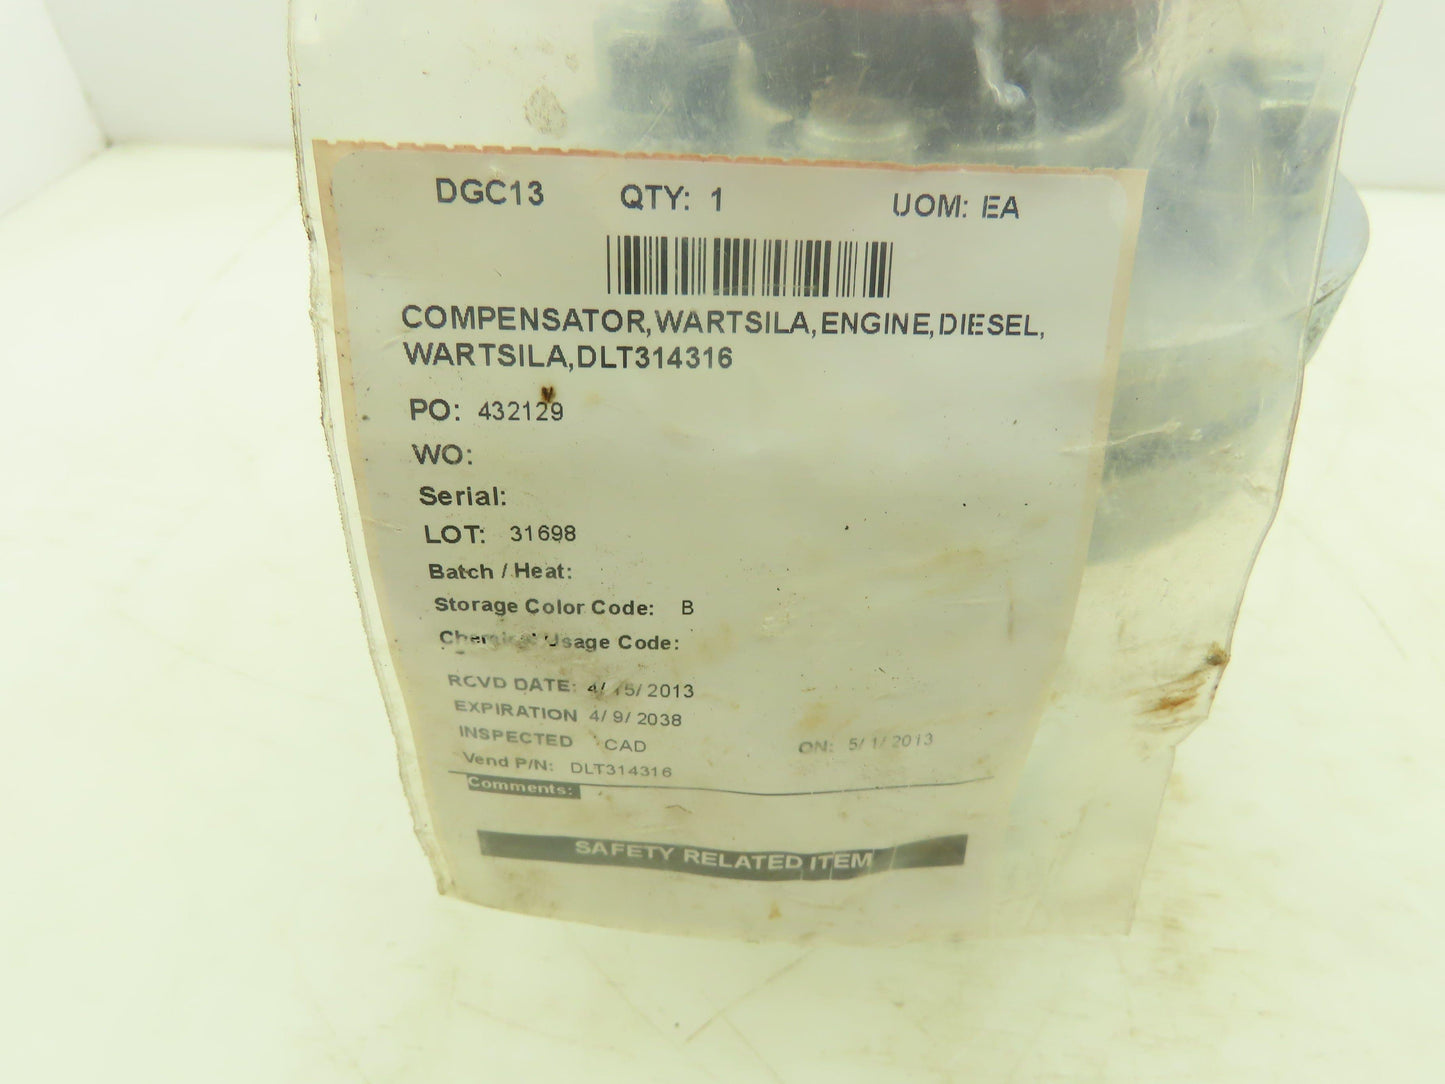 DGC13 QTY: 1 UOM: EA
COMPENSATOR,WARTSILA,ENGINE,DIESEL,
WARTSILA,DLT314316
PO: 432129
WO:
Serial:
LOT: 31698
Batch / Heat:
Storage Color Code: B
Chemical Usage Code:
RCVD DATE: 4/ 15/ 2013
EXPIRATION 4/ 9/ 2038
INSPECTED CAD ON: 5/ 1/ 2013
Vend P/N: DLT314316
Comments:
SAFETY RELATED ITEM